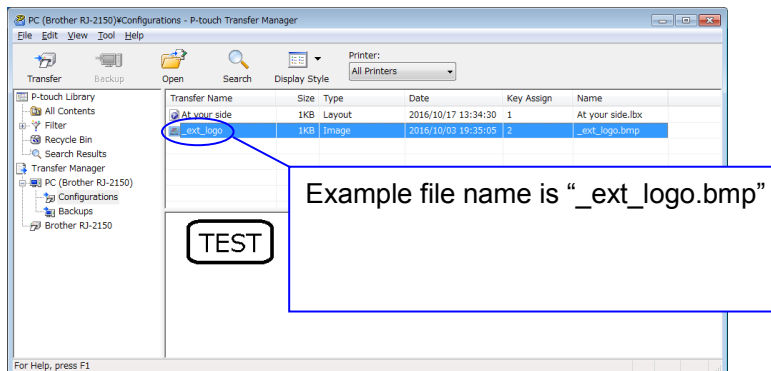 PC (Brother RJ-2150)¥Configurations - P-touch Transfer Manager
File Edit View Tool Help
Transfer Backup Open Search Display Style Printer: All Printers
P-touch Library
All Contents
Filter
Recycle Bin
Search Results
Transfer Manager
PC (Brother RJ-2150)
Configurations
Backups
Brother RJ-2150
Transfer Name Size Type Date Key Assign Name
At your side 1KB Layout 2016/10/17 13:34:30 1 At your side.lbx
_ext_logo 1KB Image 2016/10/03 19:35:05 2 _ext_logo.bmp
Example file name is “_ext_logo.bmp”
TEST
For Help, press F1